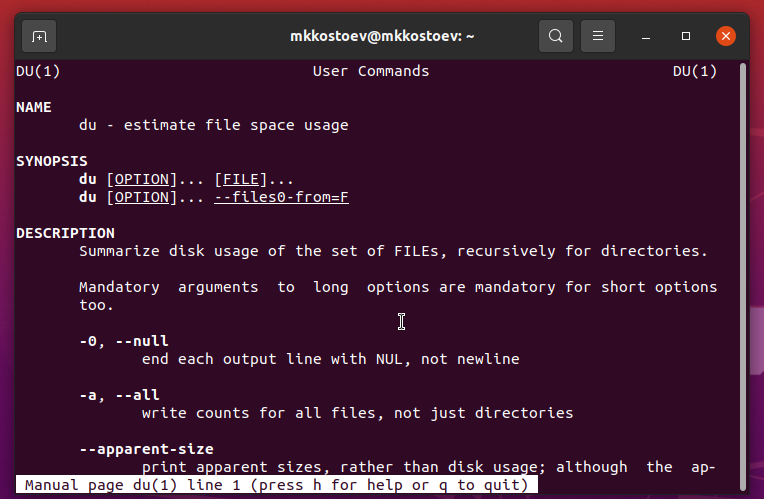 mkkostoev@mkkostoev: ~
DU(1) User Commands DU(1)
NAME
du - estimate file space usage
SYNOPSIS
du [OPTION]... [FILE]...
du [OPTION]... --files0-from=F
DESCRIPTION
Summarize disk usage of the set of FILEs, recursively for directories.
Mandatory arguments to long options are mandatory for short options
too.
-0, --null
end each output line with NUL, not newline
-a, --all
write counts for all files, not just directories
--apparent-size
print apparent sizes, rather than disk usage; although the ap-
Manual page du(1) line 1 (press h for help or q to quit)